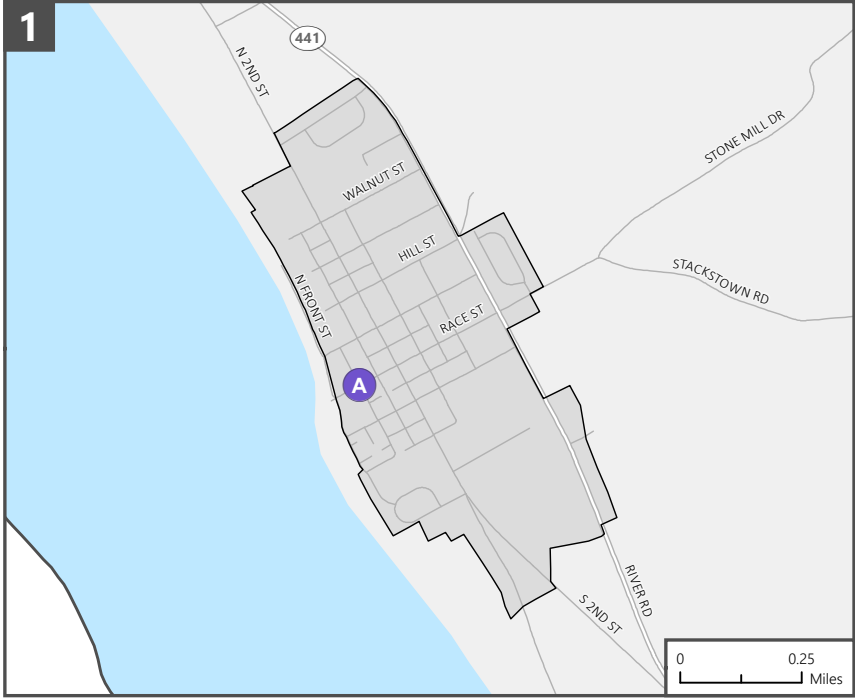 1
441
N 2ND ST
STONE MILL DR
WALNUT ST
HILL ST
STACKSTOWN RD
N FRONT ST
RACE ST
A
RIVER RD
S 2ND ST
0 0.25
Miles